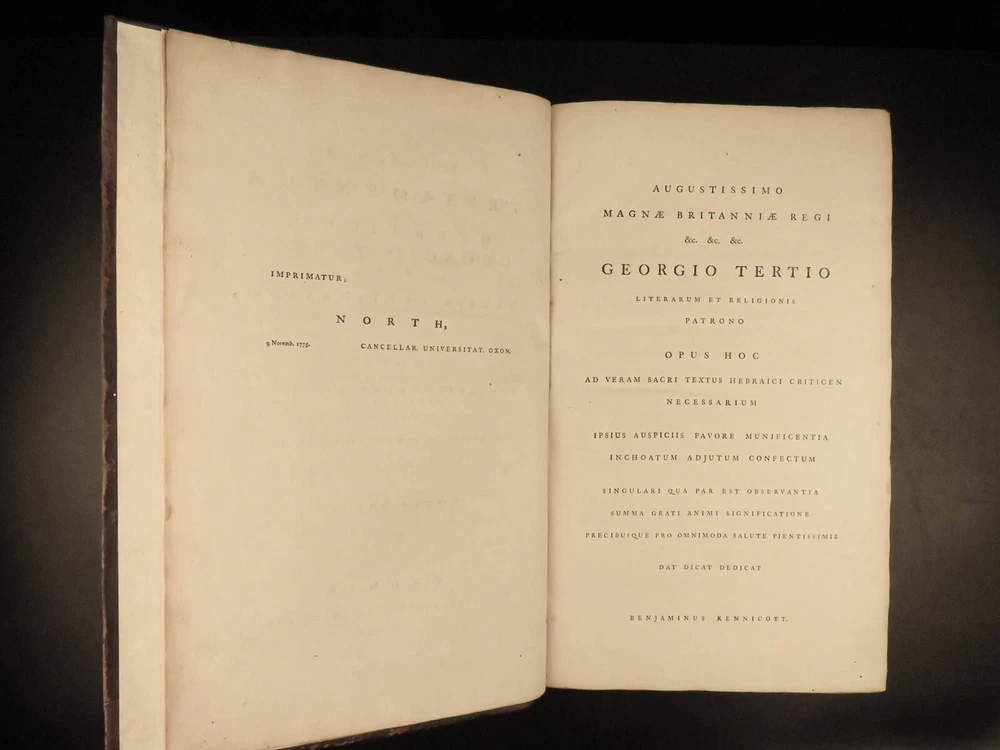 IMPRIMATUR;
NORTH,
9 Novemb. 1775.
CANCELLAR. UNIVERSITAT. OXON.
AUGUSTISSIMO
MAGNÆ BRITANNIÆ REGI
&c. &c. &c.
GEORGIO TERTIO
LITERARUM ET RELIGIONIS
PATRONO
OPUS HOC
AD VERAM SACRI TEXTUS HEBRAICI CRITICEN
NECESSARIUM
IPSIUS AUSPICIIS FAVORE MUNIFICENTIA
INCHOATUM ADJUTUM CONFECTUM
SINGULARI QUA PAR EST OBSERVANTIA
SUMMA GRATI ANIMI SIGNIFICATIONE
PRECIBUSQUE PRO OMNIMODA SALUTE PIENTISSIMIS
DAT DICAT DEDICAT
BENJAMINUS KENNICOTT.